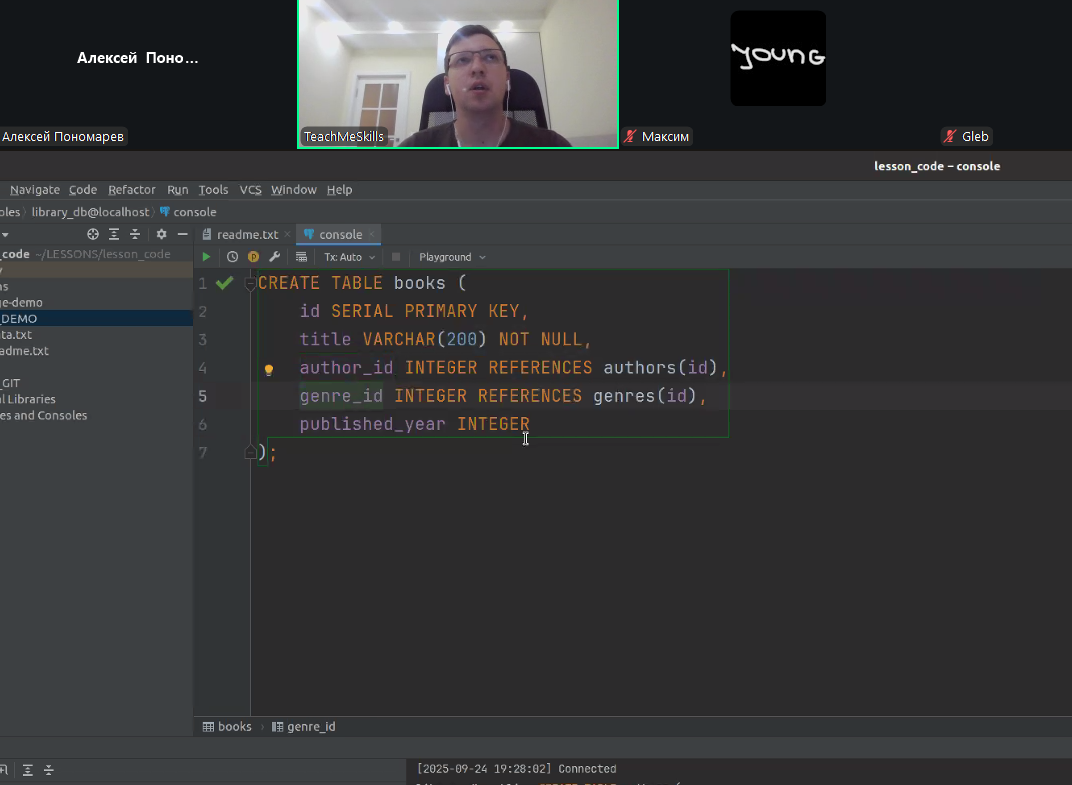 Алексей Поно...
young
Алексей Пономарев
TeachMeSkills
Максим
Gleb
lesson_code – console
Navigate Code Refactor Run Tools VCS Window Help
library_db@localhost console
readme.txt console
_code ~/LESSONS/lesson_code
Tx: Auto Playground
1 CREATE TABLE books (
2 id SERIAL PRIMARY KEY,
3 title VARCHAR(200) NOT NULL,
4 author_id INTEGER REFERENCES authors(id),
5 genre_id INTEGER REFERENCES genres(id),
6 published_year INTEGER
7 );
ge-demo
_DEMO
ta.txt
adme.txt
_GIT
al Libraries
es and Consoles
books genre_id
[2025-09-24 19:28:02] Connected